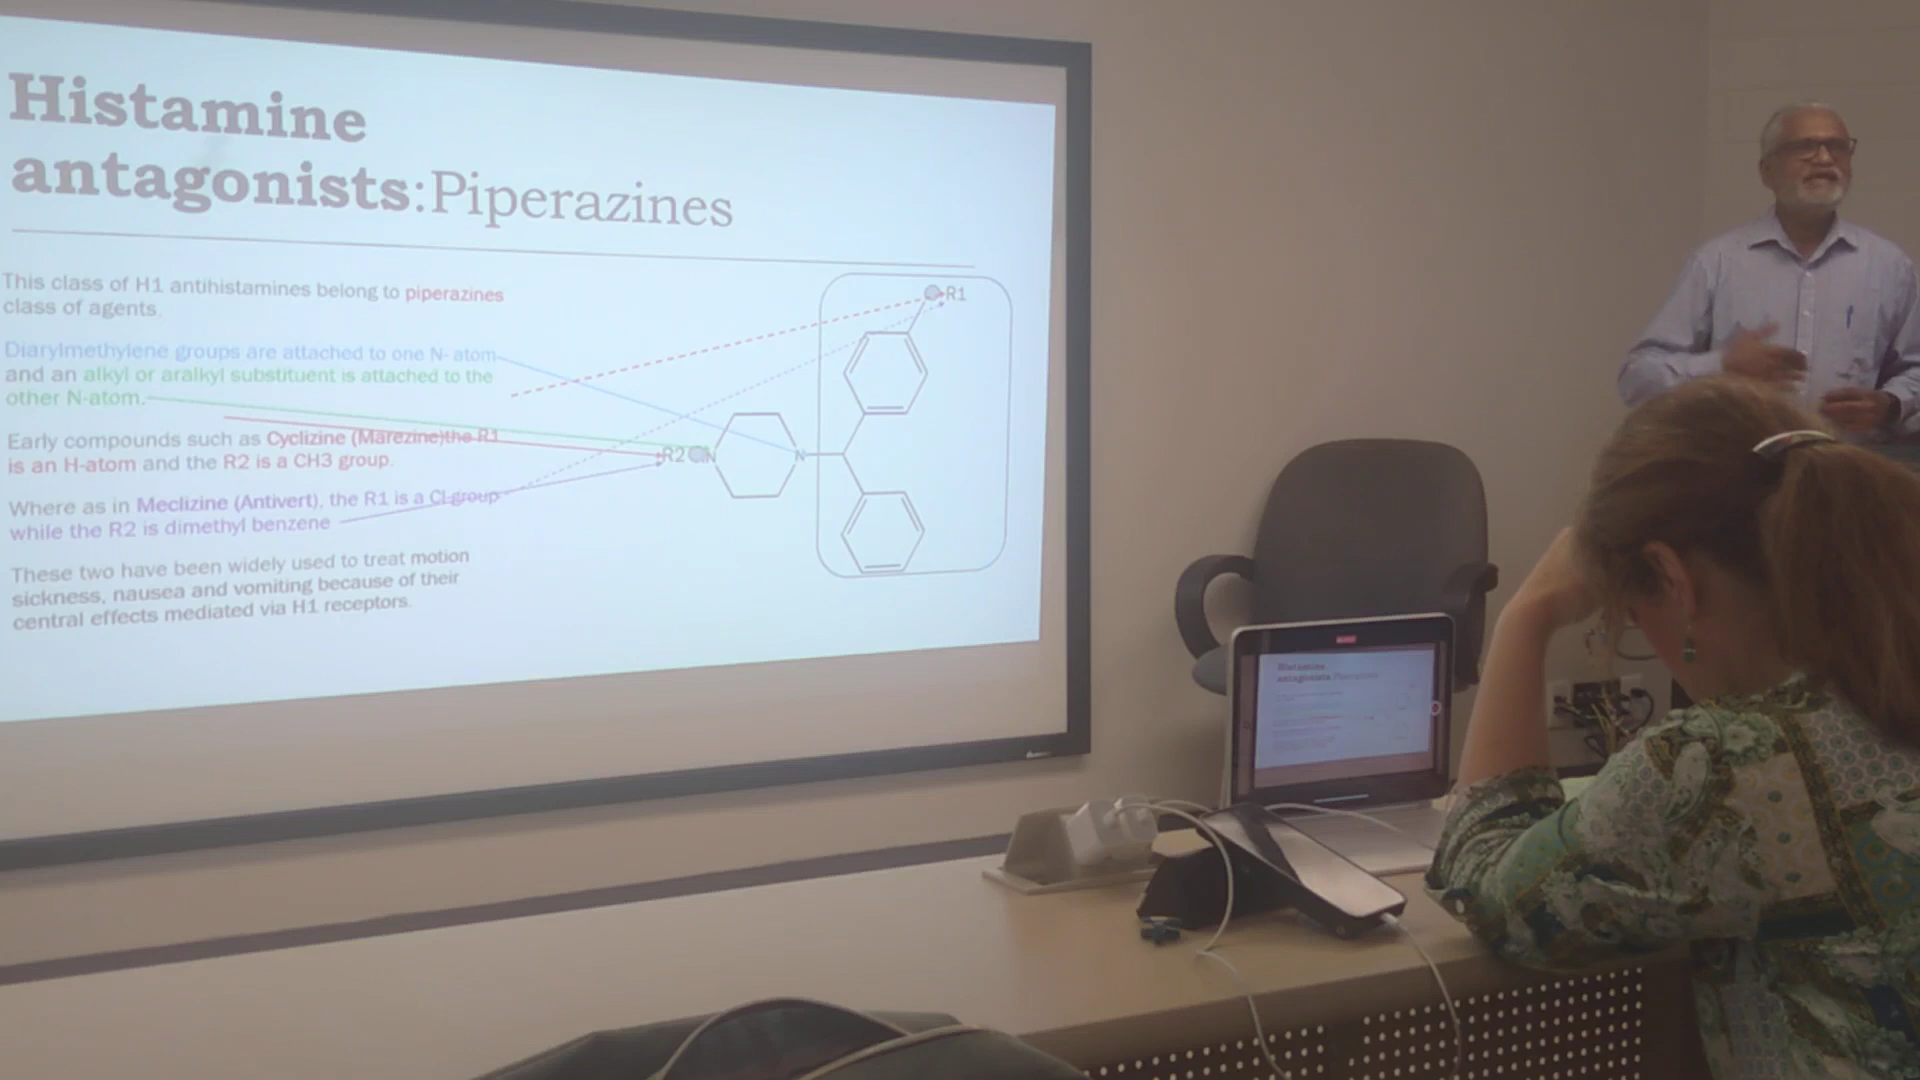 Histamine
antagonists:Piperazines
This class of H1 antihistamines belong to piperazines
class of agents.
Diarylmethylene groups are attached to one N- atom
and an alkyl or aralkyl substituent is attached to the
other N-atom.
Early compounds such as Cyclizine (Marezine)the R1
is an H-atom and the R2 is a CH3 group.
Where as in Meclizine (Antivert), the R1 is a Cl group
while the R2 is dimethyl benzene
These two have been widely used to treat motion
sickness, nausea and vomiting because of their
central effects mediated via H1 receptors.
R1
R2 N
N
Histamine
antagonists:Piperazines